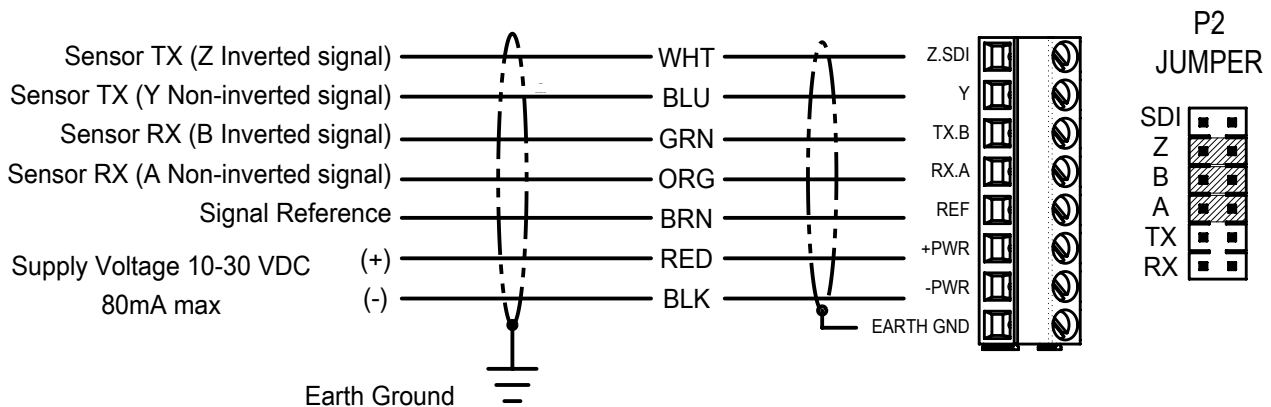 Sensor TX (Z Inverted signal) WHT Z.SDI
Sensor TX (Y Non-inverted signal) BLU Y
Sensor RX (B Inverted signal) GRN TX.B
Sensor RX (A Non-inverted signal) ORG RX.A
Signal Reference BRN REF
Supply Voltage 10-30 VDC (+) RED +PWR
80mA max (-) BLK -PWR
EARTH GND
Earth Ground
P2
JUMPER
SDI
Z
B
A
TX
RX